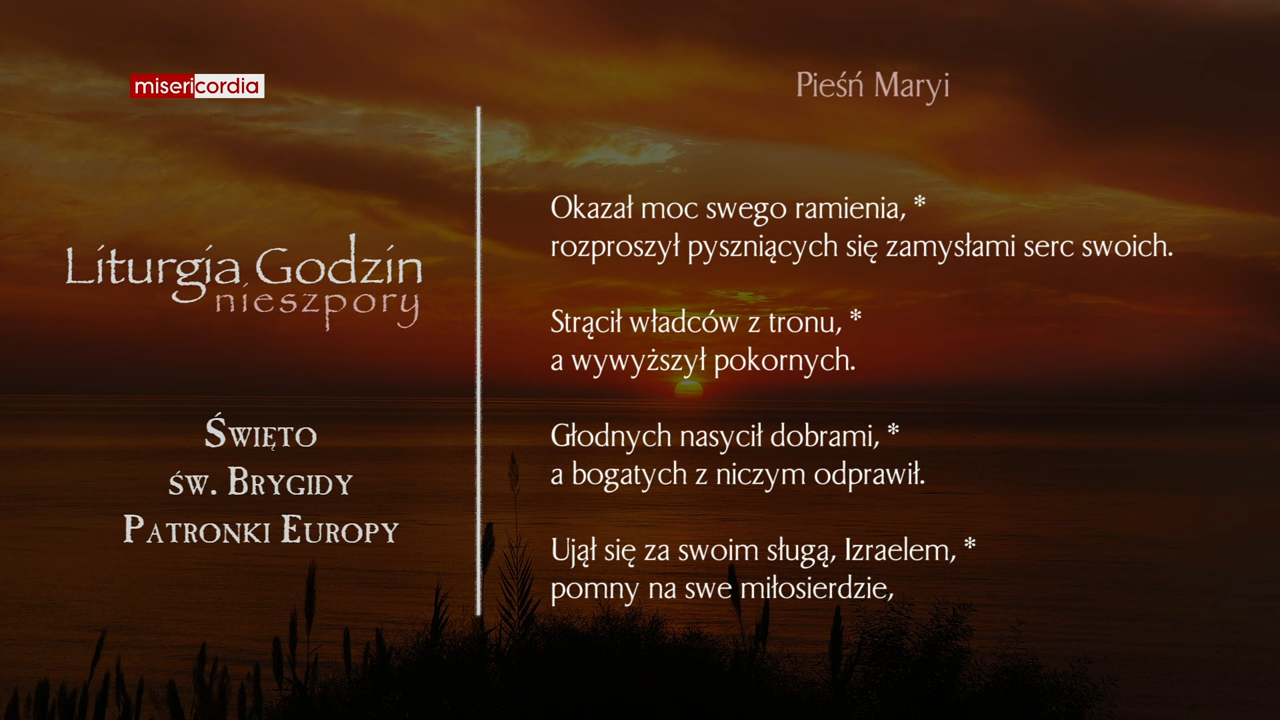 misericordia
Liturgia Godzin
nieszpory
Święto
św. Brygidy
Patronki Europy
Pieśń Maryi
Okazał moc swego ramienia, *
rozproszył pyszniących się zamysłami serc swoich.
Strącił władców z tronu, *
a wywyższył pokornych.
Głodnych nasycił dobrami, *
a bogatych z niczym odprawił.
Ujął się za swoim sługą, Izraelem, *
pomny na swe miłosierdzie,